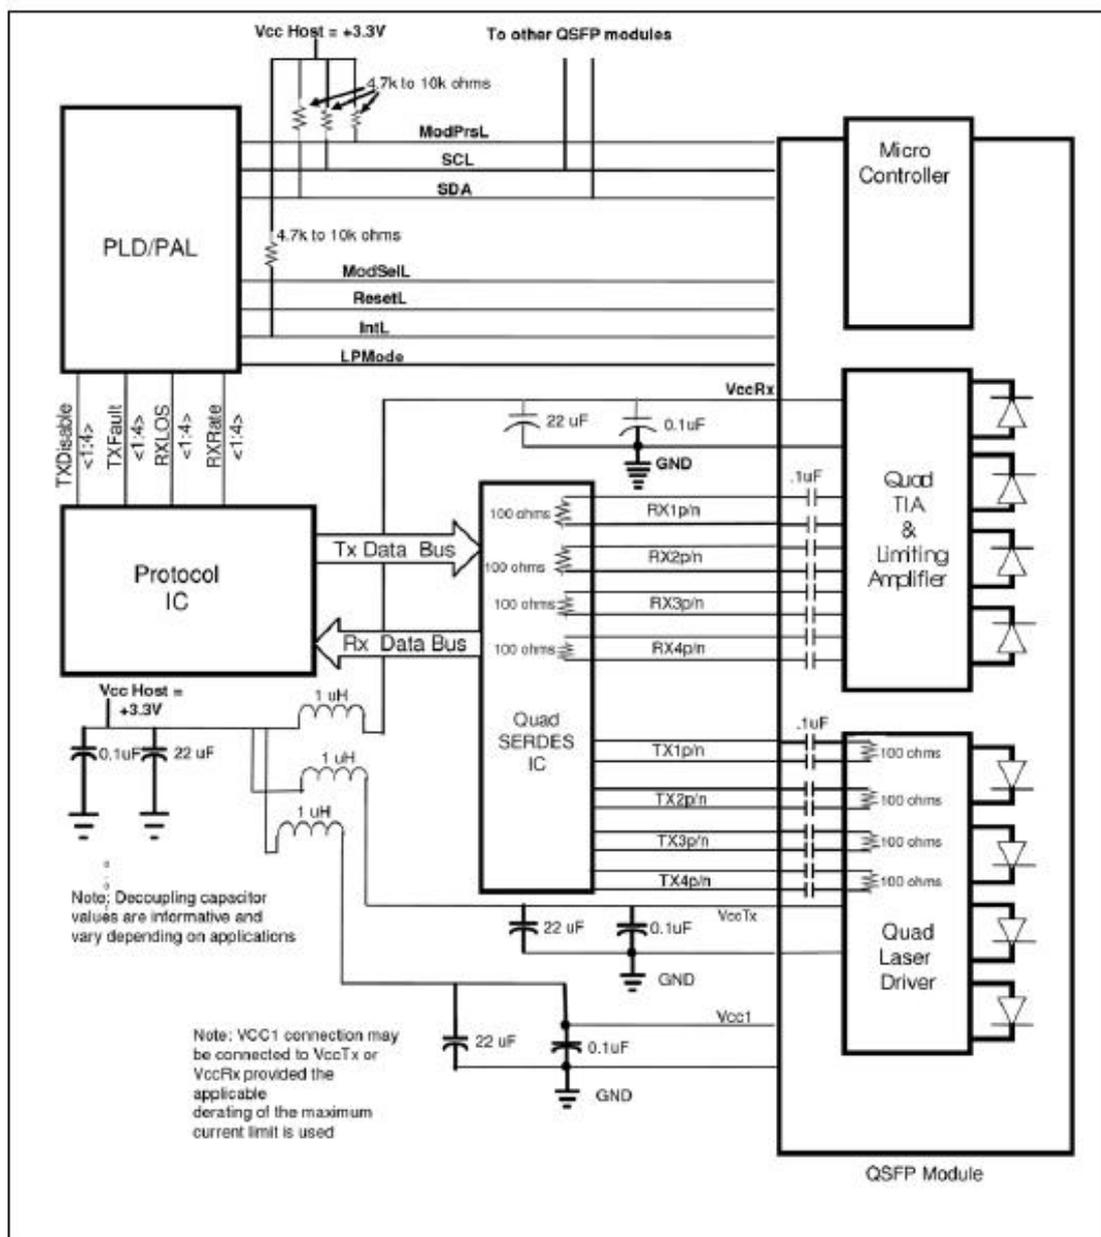 Vcc Host = +3.3V
To other QSFP modules
4.7k to 10k ohms
ModPrsL
SCL
SDA
4.7k to 10k ohms
ModSelL
ResetL
IntL
LPMode
PLD/PAL
Micro
Controller
TXDisable
<1:4>
TXFault
<1:4>
RXLOS
<1:4>
RXRate
<1:4>
VccRx
22 uF
0.1uF
GND
.1uF
Quad
TIA
&
Limiting
Amplifier
Protocol
IC
Tx Data Bus
Rx Data Bus
100 ohms
RX1p/n
100 ohms
RX2p/n
100 ohms
RX3p/n
100 ohms
RX4p/n
Quad
SERDES
IC
Vcc Host =
+3.3V
0.1uF
22 uF
1 uH
1 uH
1 uH
.1uF
TX1p/n
100 ohms
TX2p/n
100 ohms
TX3p/n
100 ohms
TX4p/n
100 ohms
Note: Decoupling capacitor
values are informative and
vary depending on applications
VccTx
22 uF
0.1uF
GND
Quad
Laser
Driver
Vcc1
22 uF
0.1uF
GND
Note: VCC1 connection may
be connected to VccTx or
VccRx provided the
applicable
derating of the maximum
current limit is used
QSFP Module